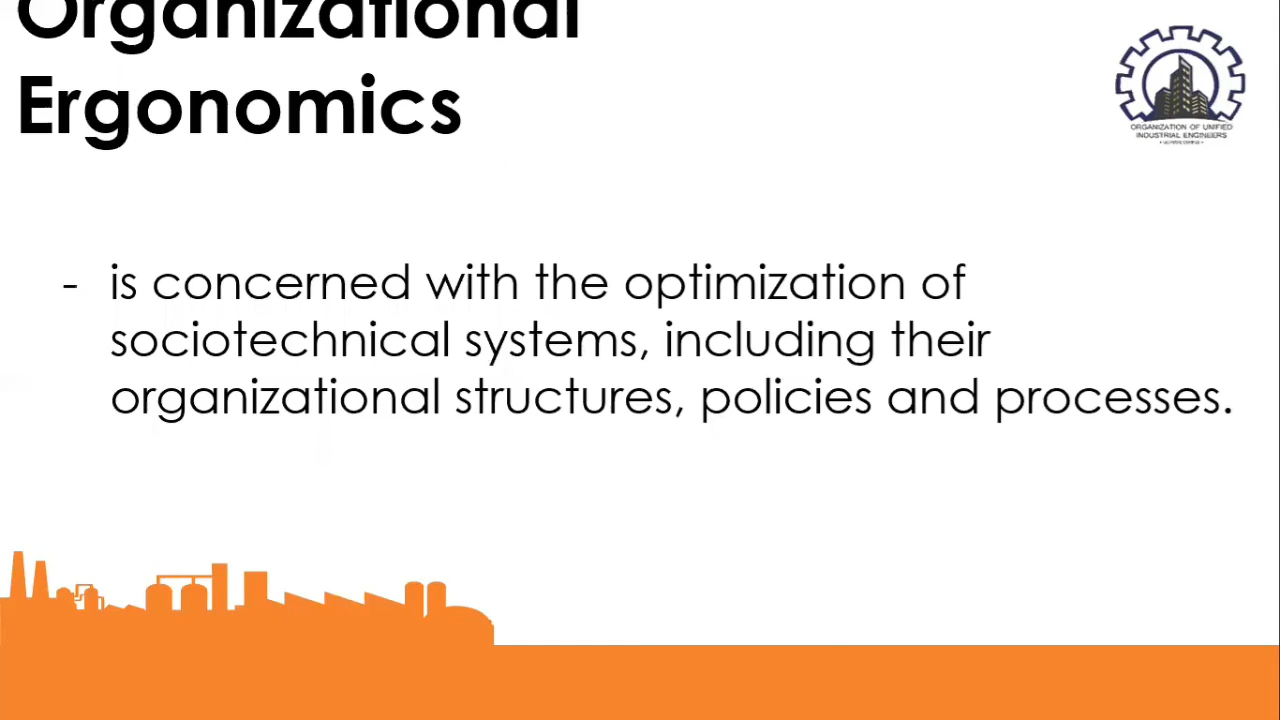 Organizational
Ergonomics
ORGANIZATION OF UNIFIED
INDUSTRIAL ENGINEERS
- is concerned with the optimization of
sociotechnical systems, including their
organizational structures, policies and processes.